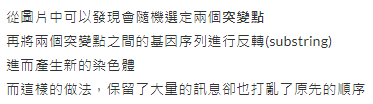 從圖片中可以發現會隨機選定兩個突變點
再將兩個突變點之間的基因序列進行反轉(substring)
進而產生新的染色體
而這樣的做法，保留了大量的訊息卻也打亂了原先的順序